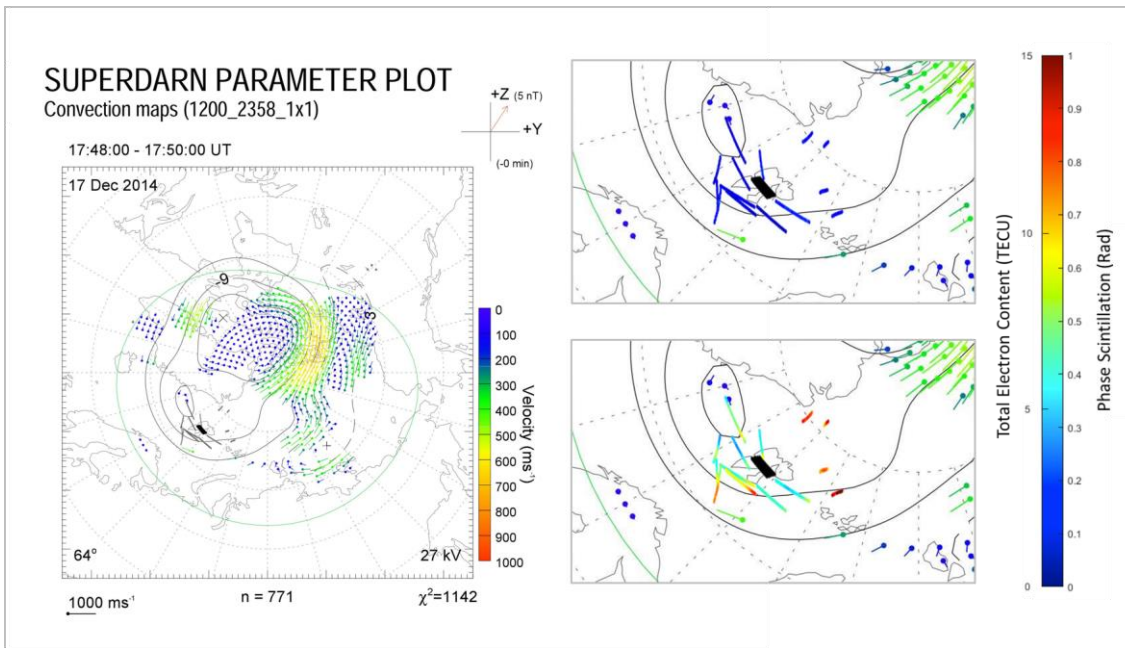 SUPERDARN PARAMETER PLOT
Convection maps (1200_2358_1x1)
+Z (5 nT)
+Y
(-0 min)
17:48:00 - 17:50:00 UT
17 Dec 2014
-9
3
64°
27 kV
1000 ms⁻¹
n = 771
χ²=1142
0
100
200
300
400
500
600
700
800
900
1000
Velocity (ms⁻¹)
Total Electron Content (TECU)
15
10
5
0
Phase Scintillation (Rad)
1
0.9
0.8
0.7
0.6
0.5
0.4
0.3
0.2
0.1
0